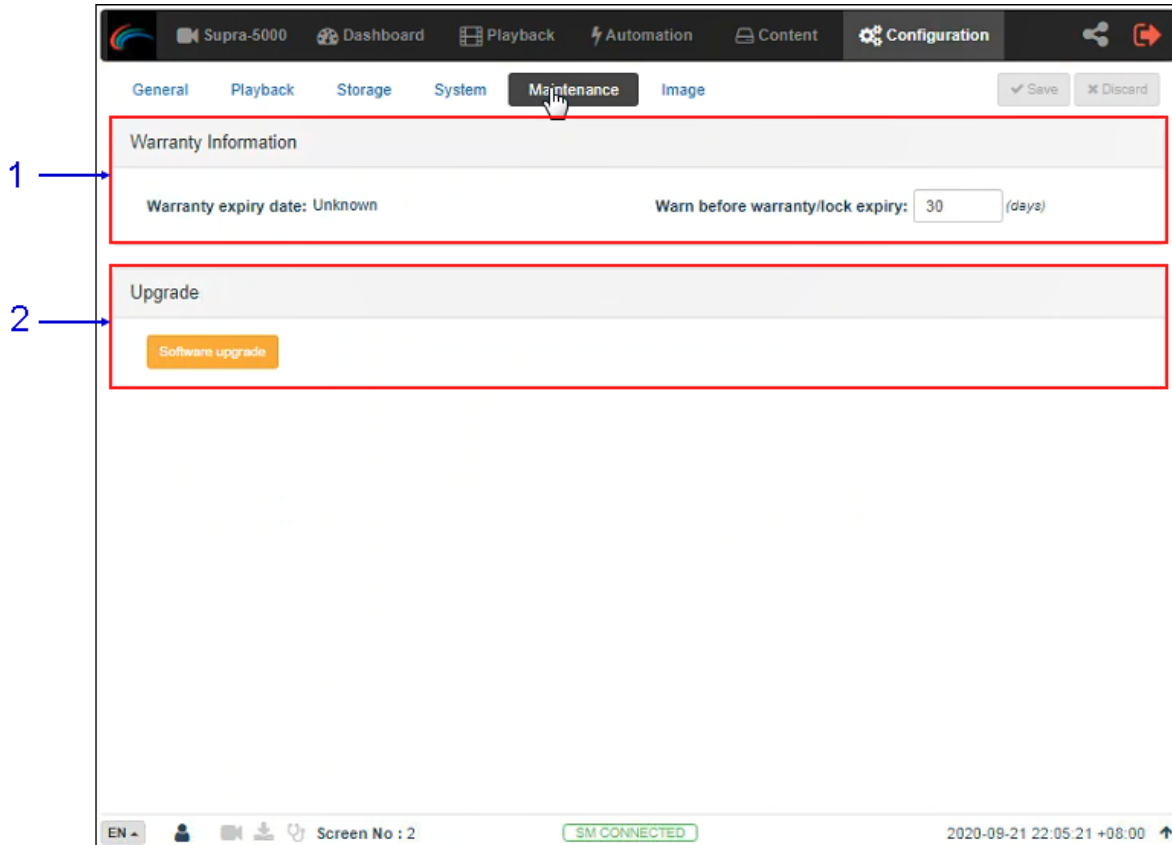 Supra-5000 Dashboard Playback Automation Content Configuration
General Playback Storage System Maintenance Image Save Discard
Warranty Information
1
Warranty expiry date: Unknown Warn before warranty/lock expiry: 30 (days)
Upgrade
2
Software upgrade
EN Screen No : 2 SM CONNECTED 2020-09-21 22:05:21 +08:00